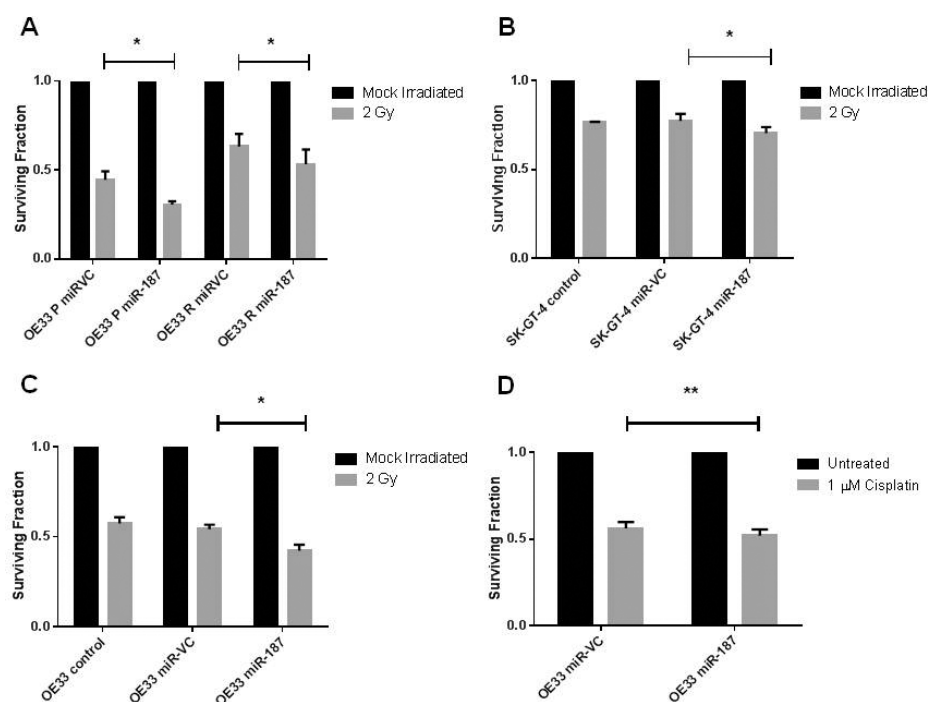 A
*
*
1.0
0.5
0.0
Surviving Fraction
Mock Irradiated
2 Gy
OE33 P miRVC
OE33 P miR-187
OE33 R miRVC
OE33 R miR-187
B
*
1.0
0.5
0.0
Surviving Fraction
Mock Irradiated
2 Gy
SK-GT-4 control
SK-GT-4 miR-VC
SK-GT-4 miR-187
C
*
1.0
0.5
0.0
Surviving Fraction
Mock Irradiated
2 Gy
OE33 control
OE33 miR-VC
OE33 miR-187
D
**
1.0
0.5
0.0
Surviving Fraction
Untreated
1 μM Cisplatin
OE33 miR-VC
OE33 miR-187